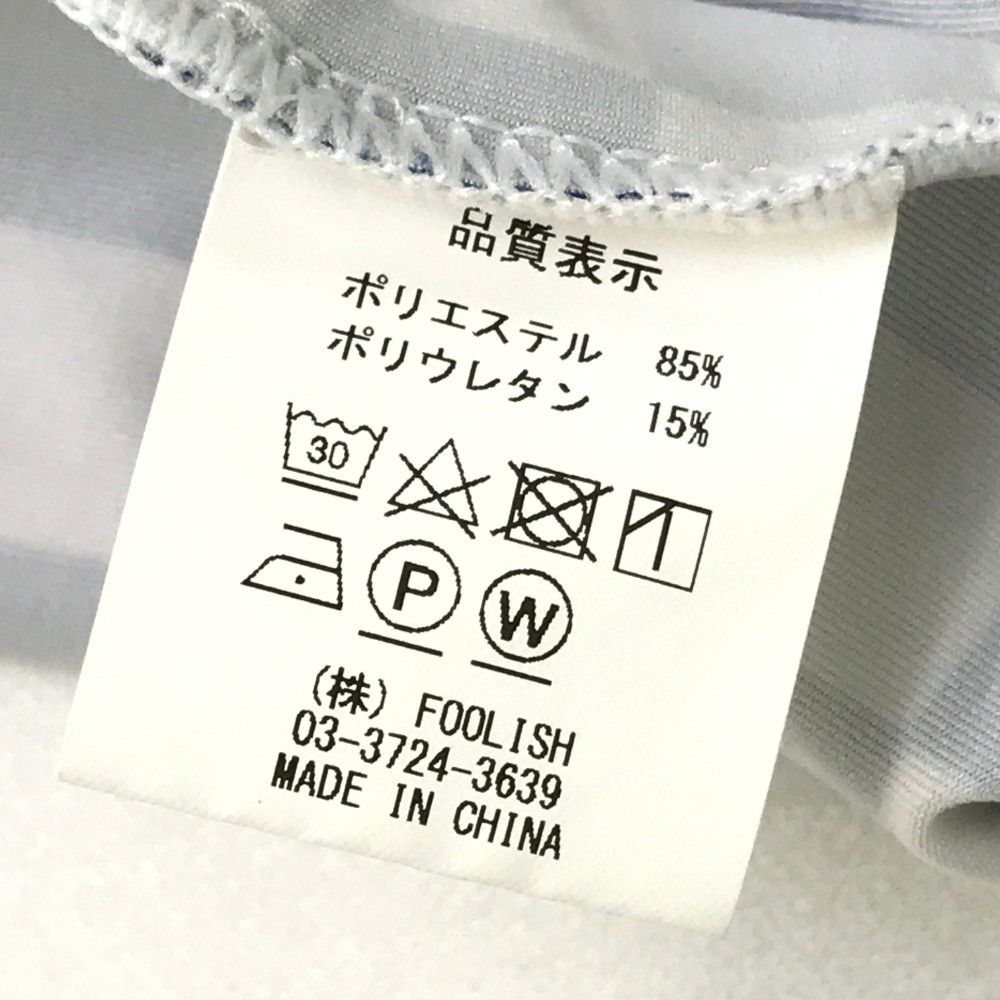 品質表示
ポリエステル 85%
ポリウレタン 15%
30
P W
(株) FOOLISH
03-3724-3639
MADE IN CHINA